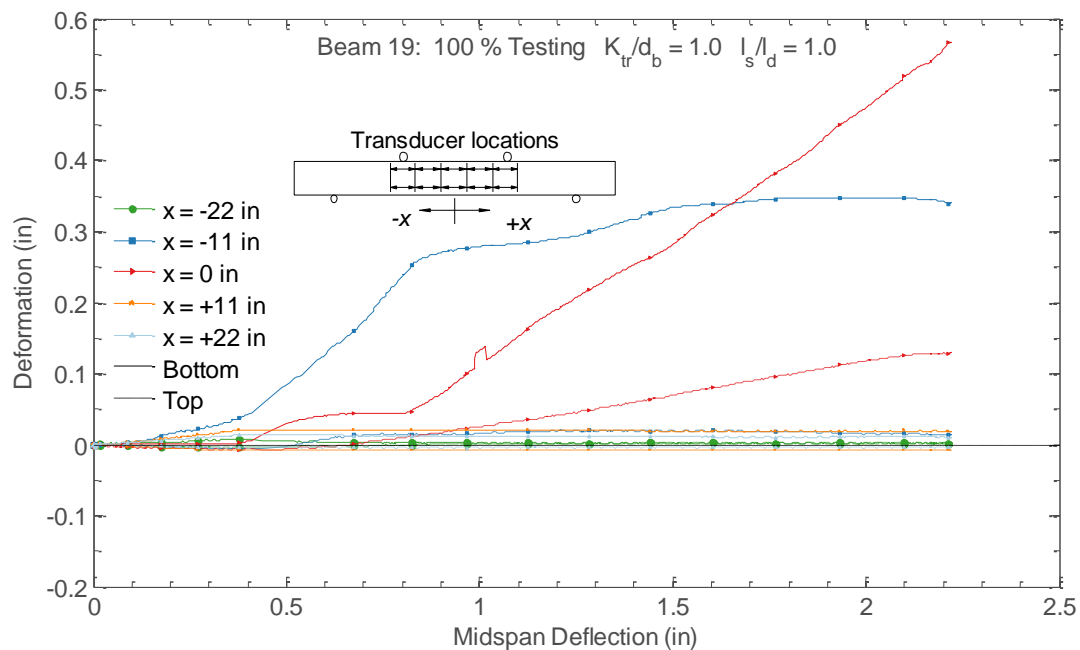 Beam 19: 100 % Testing K_tr/d_b = 1.0 l_s/l_d = 1.0
Transducer locations
-x +x
x = -22 in
x = -11 in
x = 0 in
x = +11 in
x = +22 in
Bottom
Top
Deformation (in)
0.6
0.5
0.4
0.3
0.2
0.1
0
-0.1
-0.2
0 0.5 1 1.5 2 2.5
Midspan Deflection (in)